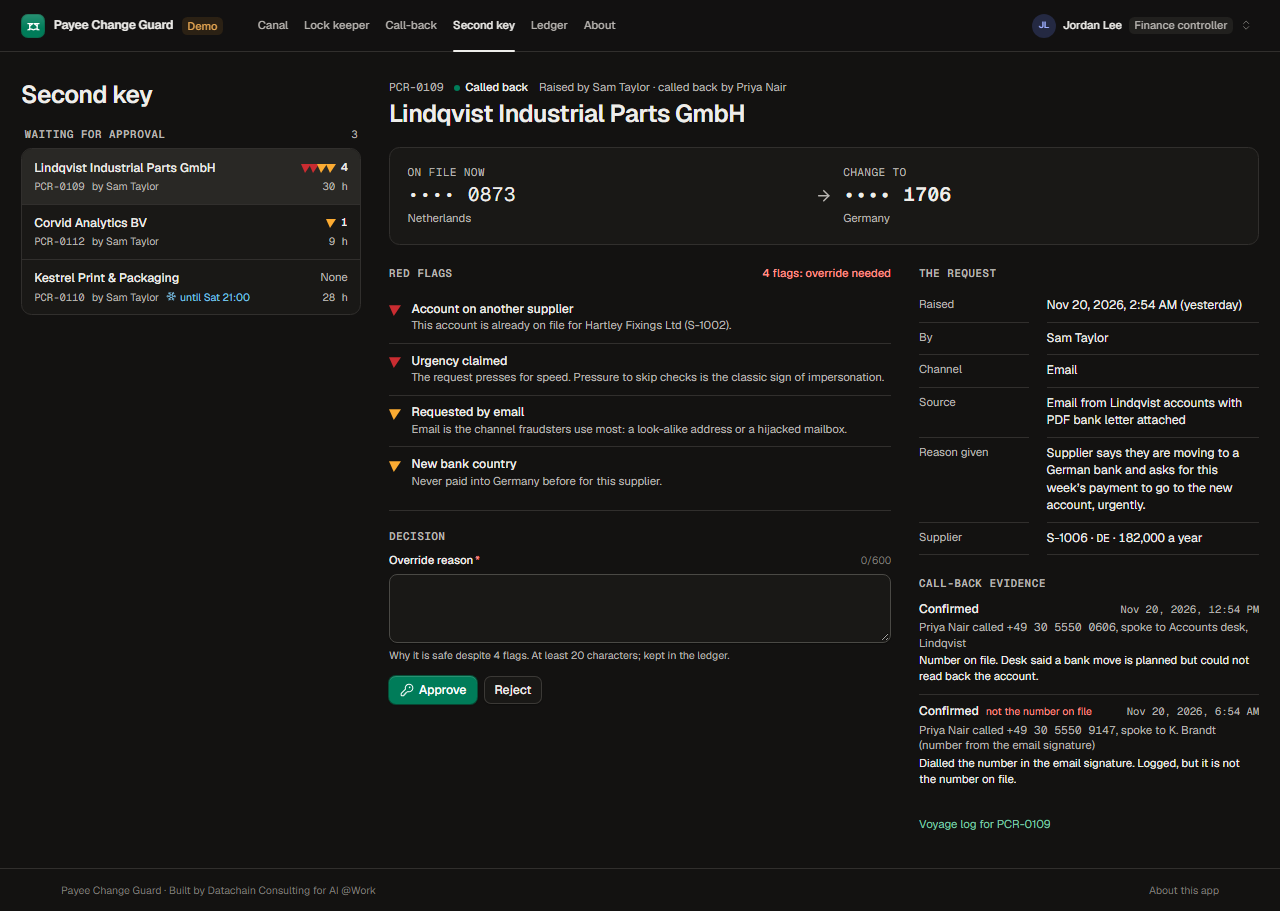 Payee Change Guard Demo
Canal Lock keeper Call-back Second key Ledger About
JL Jordan Lee Finance controller
Second key
WAITING FOR APPROVAL 3
Lindqvist Industrial Parts GmbH 4
PCR-0109 by Sam Taylor 30 h
Corvid Analytics BV 1
PCR-0112 by Sam Taylor 9 h
Kestrel Print & Packaging None
PCR-0110 by Sam Taylor until Sat 21:00 28 h
PCR-0109 Called back Raised by Sam Taylor · called back by Priya Nair
Lindqvist Industrial Parts GmbH
ON FILE NOW
•••• 0873
Netherlands
→
CHANGE TO
•••• 1706
Germany
RED FLAGS 4 flags: override needed
Account on another supplier
This account is already on file for Hartley Fixings Ltd (S-1002).
Urgency claimed
The request presses for speed. Pressure to skip checks is the classic sign of impersonation.
Requested by email
Email is the channel fraudsters use most: a look-alike address or a hijacked mailbox.
New bank country
Never paid into Germany before for this supplier.
DECISION
Override reason * 0/600
Why it is safe despite 4 flags. At least 20 characters; kept in the ledger.
Approve Reject
THE REQUEST
Raised Nov 20, 2026, 2:54 AM (yesterday)
By Sam Taylor
Channel Email
Source Email from Lindqvist accounts with
PDF bank letter attached
Reason given Supplier says they are moving to a
German bank and asks for this
week's payment to go to the new
account, urgently.
Supplier S-1006 · DE · 182,000 a year
CALL-BACK EVIDENCE
Confirmed Nov 20, 2026, 12:54 PM
Priya Nair called +49 30 5550 0606, spoke to Accounts desk,
Lindqvist
Number on file. Desk said a bank move is planned but could not
read back the account.
Confirmed not the number on file Nov 20, 2026, 6:54 AM
Priya Nair called +49 30 5550 9147, spoke to K. Brandt
(number from the email signature)
Dialled the number in the email signature. Logged, but it is not
the number on file.
Voyage log for PCR-0109
Payee Change Guard · Built by Datachain Consulting for AI @Work
About this app